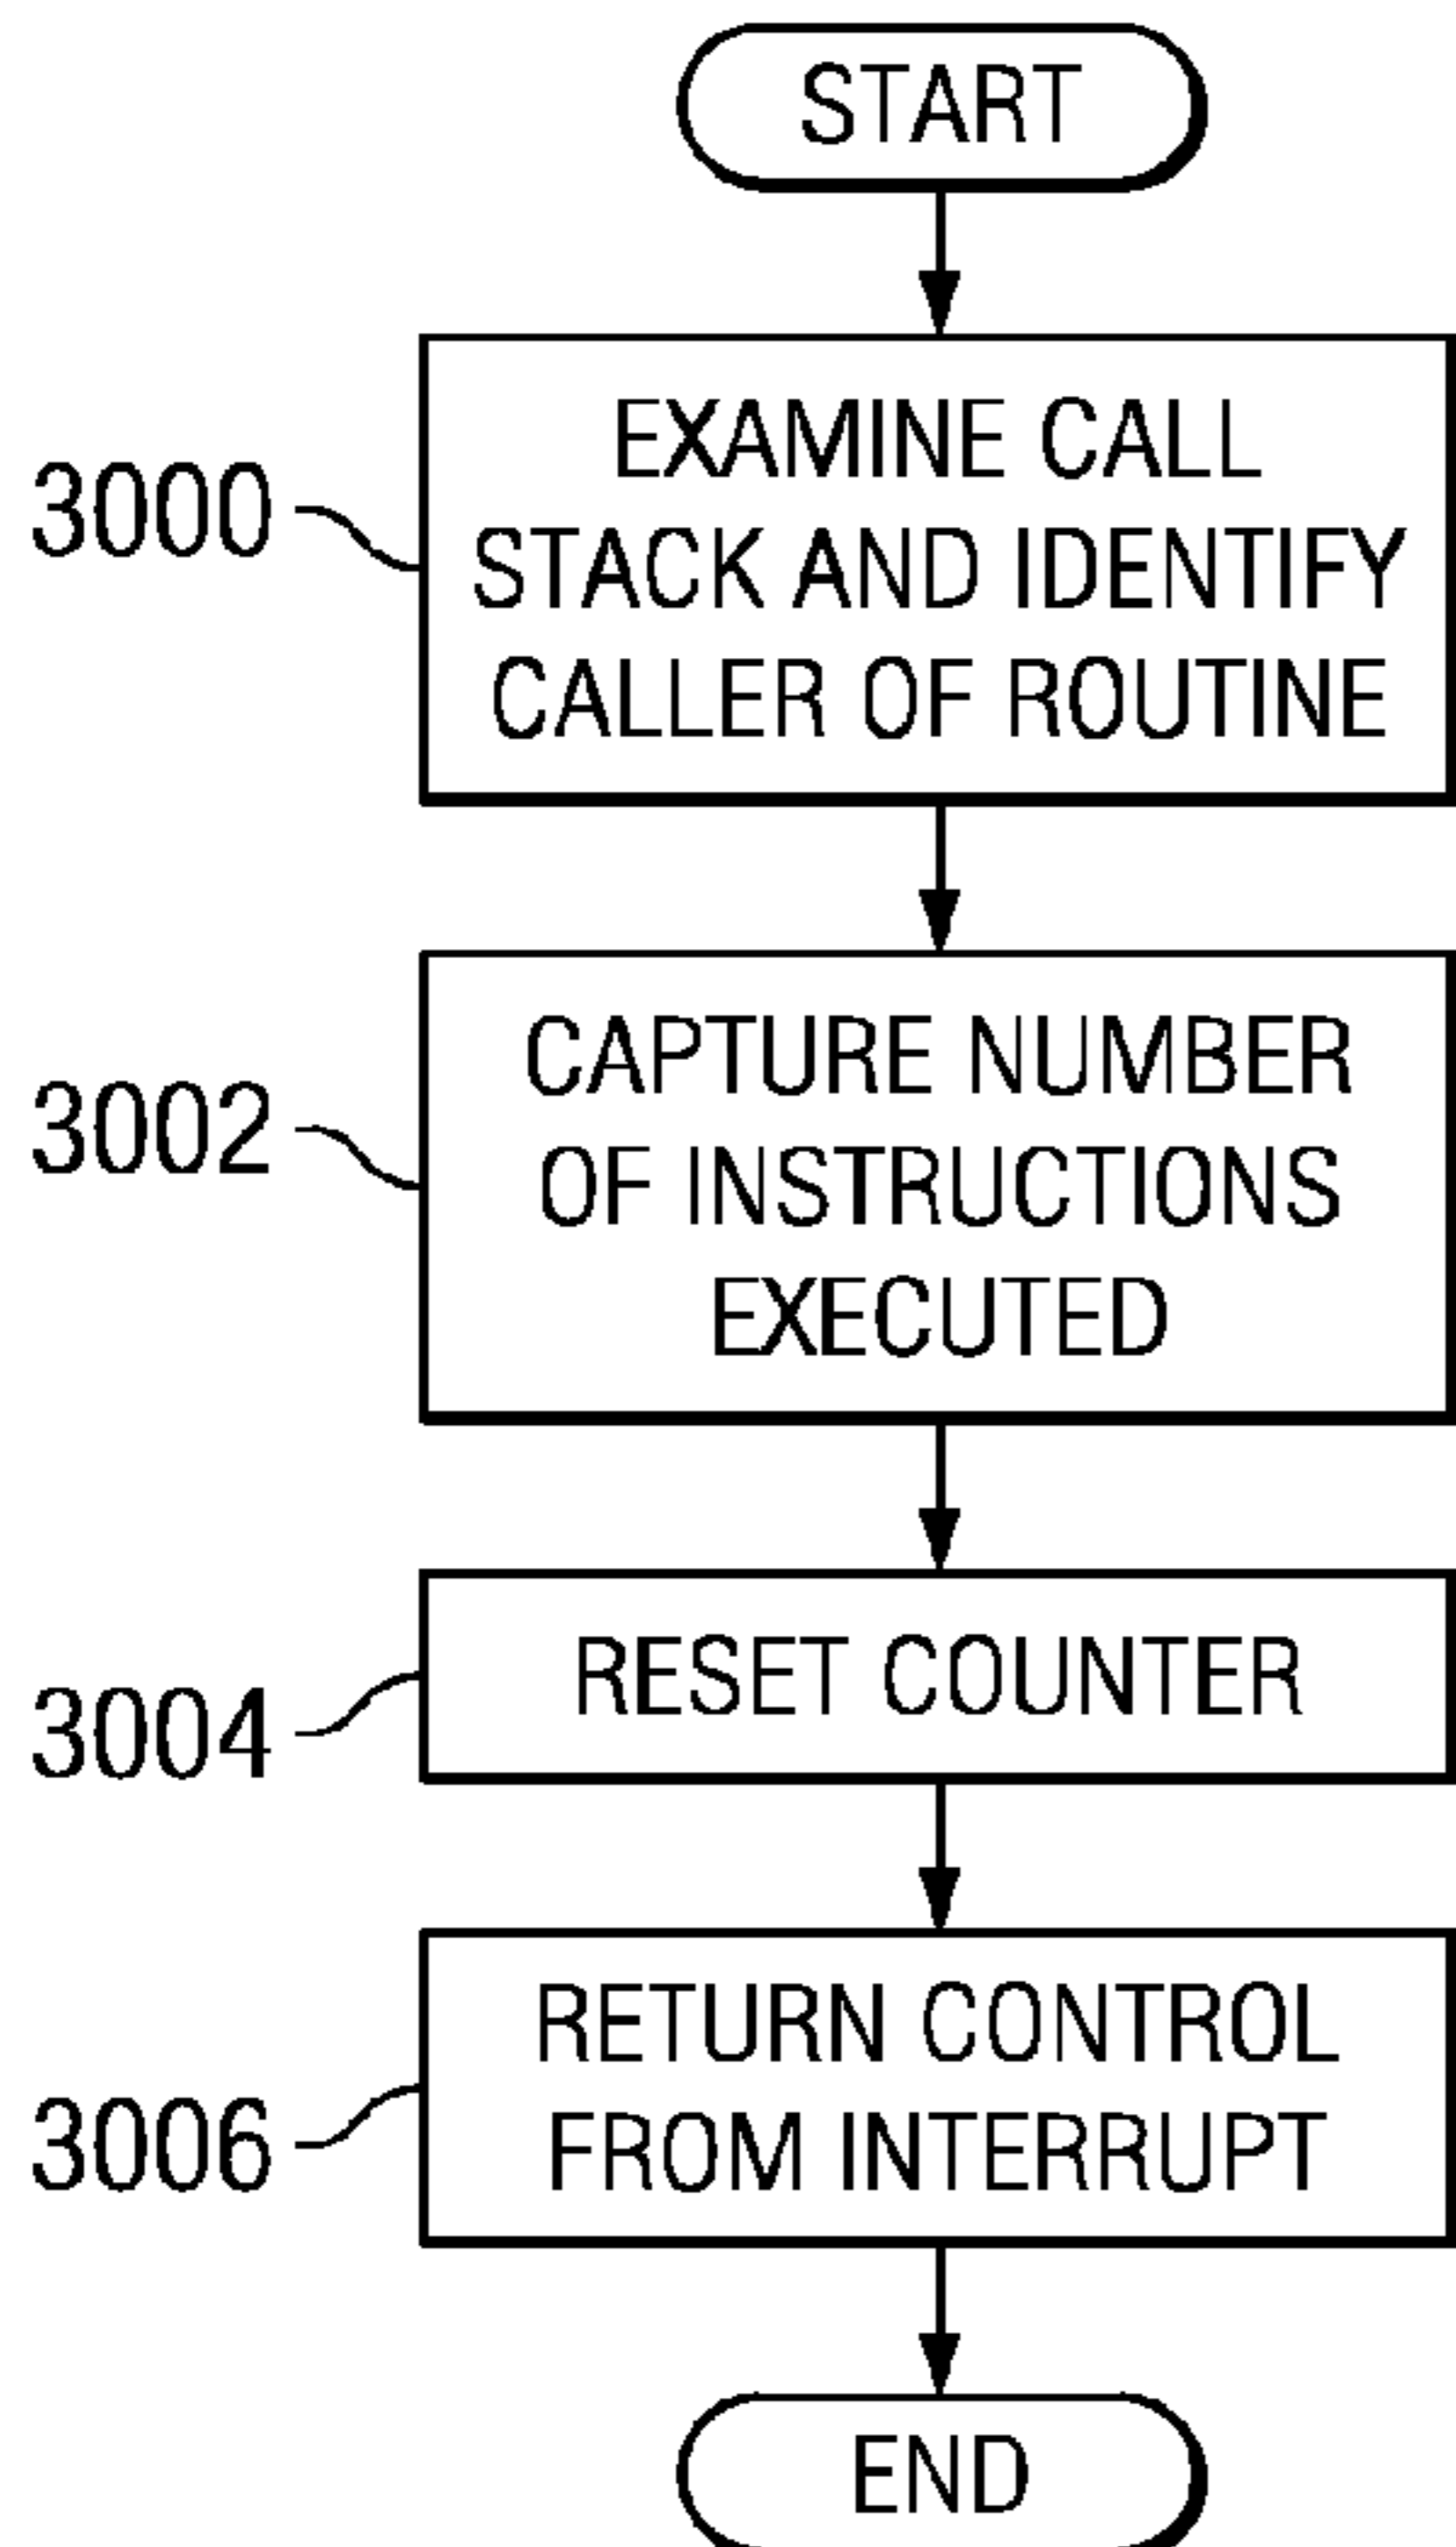 START
3000
EXAMINE CALL
STACK AND IDENTIFY
CALLER OF ROUTINE
3002
CAPTURE NUMBER
OF INSTRUCTIONS
EXECUTED
3004
RESET COUNTER
3006
RETURN CONTROL
FROM INTERRUPT
END